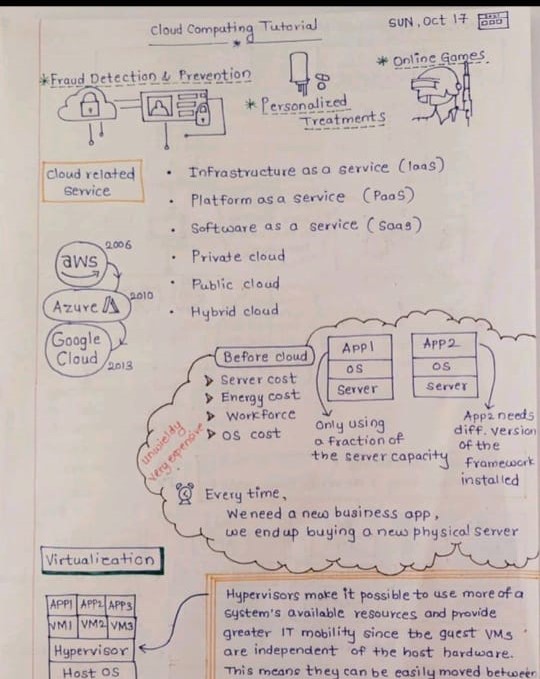 Cloud Computing Tutorial
SUN, Oct 17
*Fraud Detection & Prevention
* Personalized
Treatments
* Online Games
Cloud related
service
• Infrastructure as a service (Iaas)
• Platform as a service (PaaS)
• Software as a service (Saas)
• Private cloud
• Public cloud
• Hybrid cloud
aws
2006
Azure
2010
Google
Cloud
2013
Before cloud
Server cost
Energy cost
Workforce
OS cost
unwieldy
very expensive
APP1
OS
Server
APP2
OS
Server
Only using
a fraction of
the server capacity
App2 needs
diff. version
of the
framework
installed
Every time,
We need a new business app,
we end up buying a new physical server
Virtualization
APP1 APP2 APP3
VM1 VM2 VM3
Hypervisor
Host OS
Hypervisors make it possible to use more of a
system's available resources and provide
greater IT mobility since the guest VMs
are independent of the host hardware.
This means they can be easily moved between